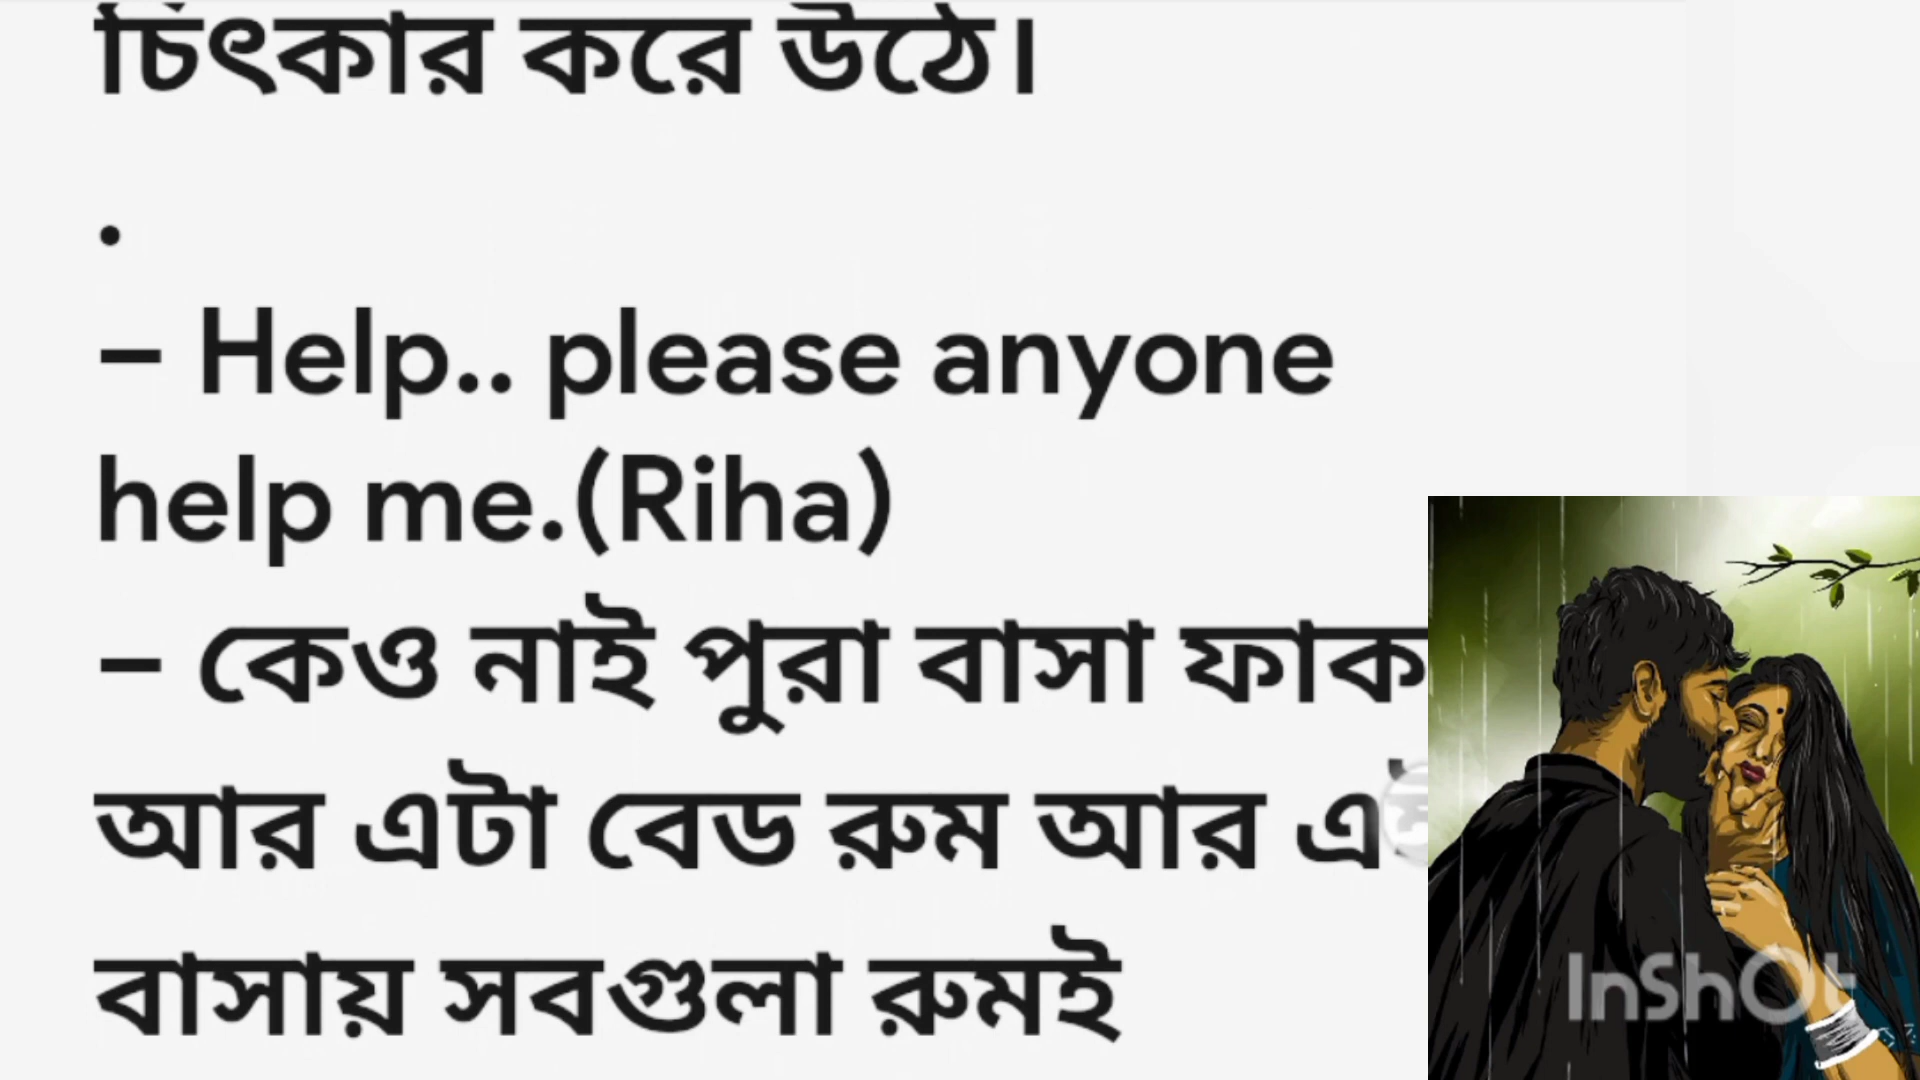 চিৎকার করে উঠে।
.
– Help.. please anyone
help me.(Riha)
– কেও নাই পুরা বাসা
আর এটা বেড রুম আর
বাসায় সবগুলা রুমই
InShOt